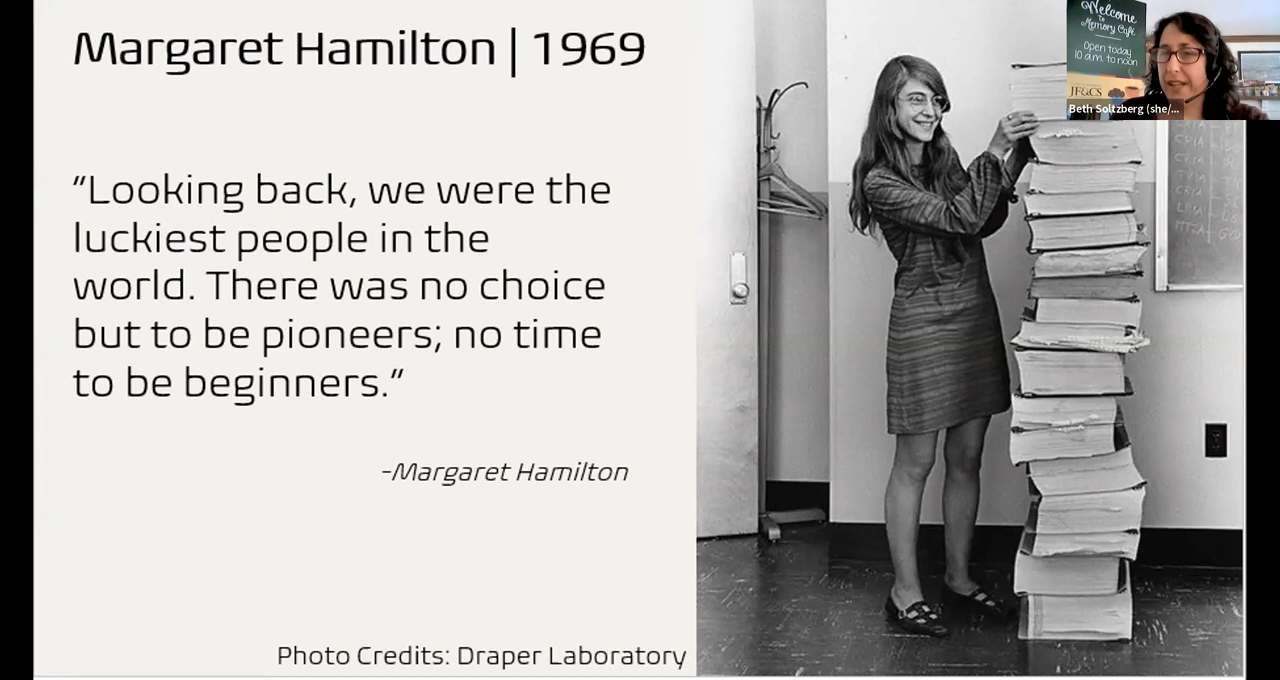 Margaret Hamilton | 1969
“Looking back, we were the
luckiest people in the
world. There was no choice
but to be pioneers; no time
to be beginners.”
-Margaret Hamilton
Photo Credits: Draper Laboratory
Welcome
to
Memory Café
Open today
10 a.m. to noon
JF&CS
Beth Soltzberg (she/...